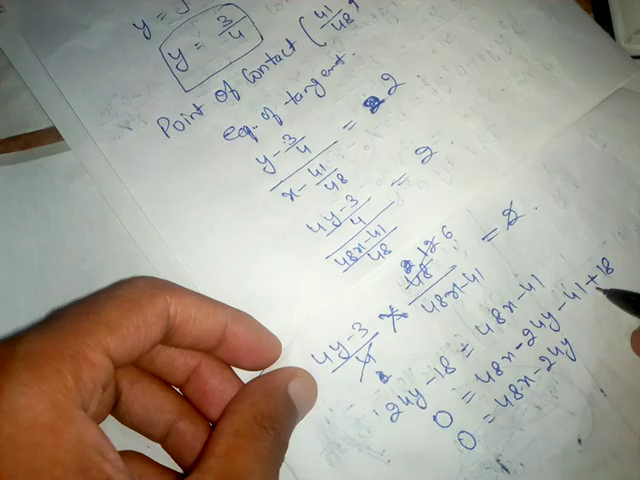 y =
y = 3/4
Point of Contact (41/48,
eq. of tangent.
(y - 3/4)/(x - 41/48) = 2
((4y-3)/4)/((48x-41)/48) = 2
(4y-3)/4 × 48/(48x-41) = 2.
24y-18 = 48x-41
0 = 48x-24y-41+18
0 = 48x-24y